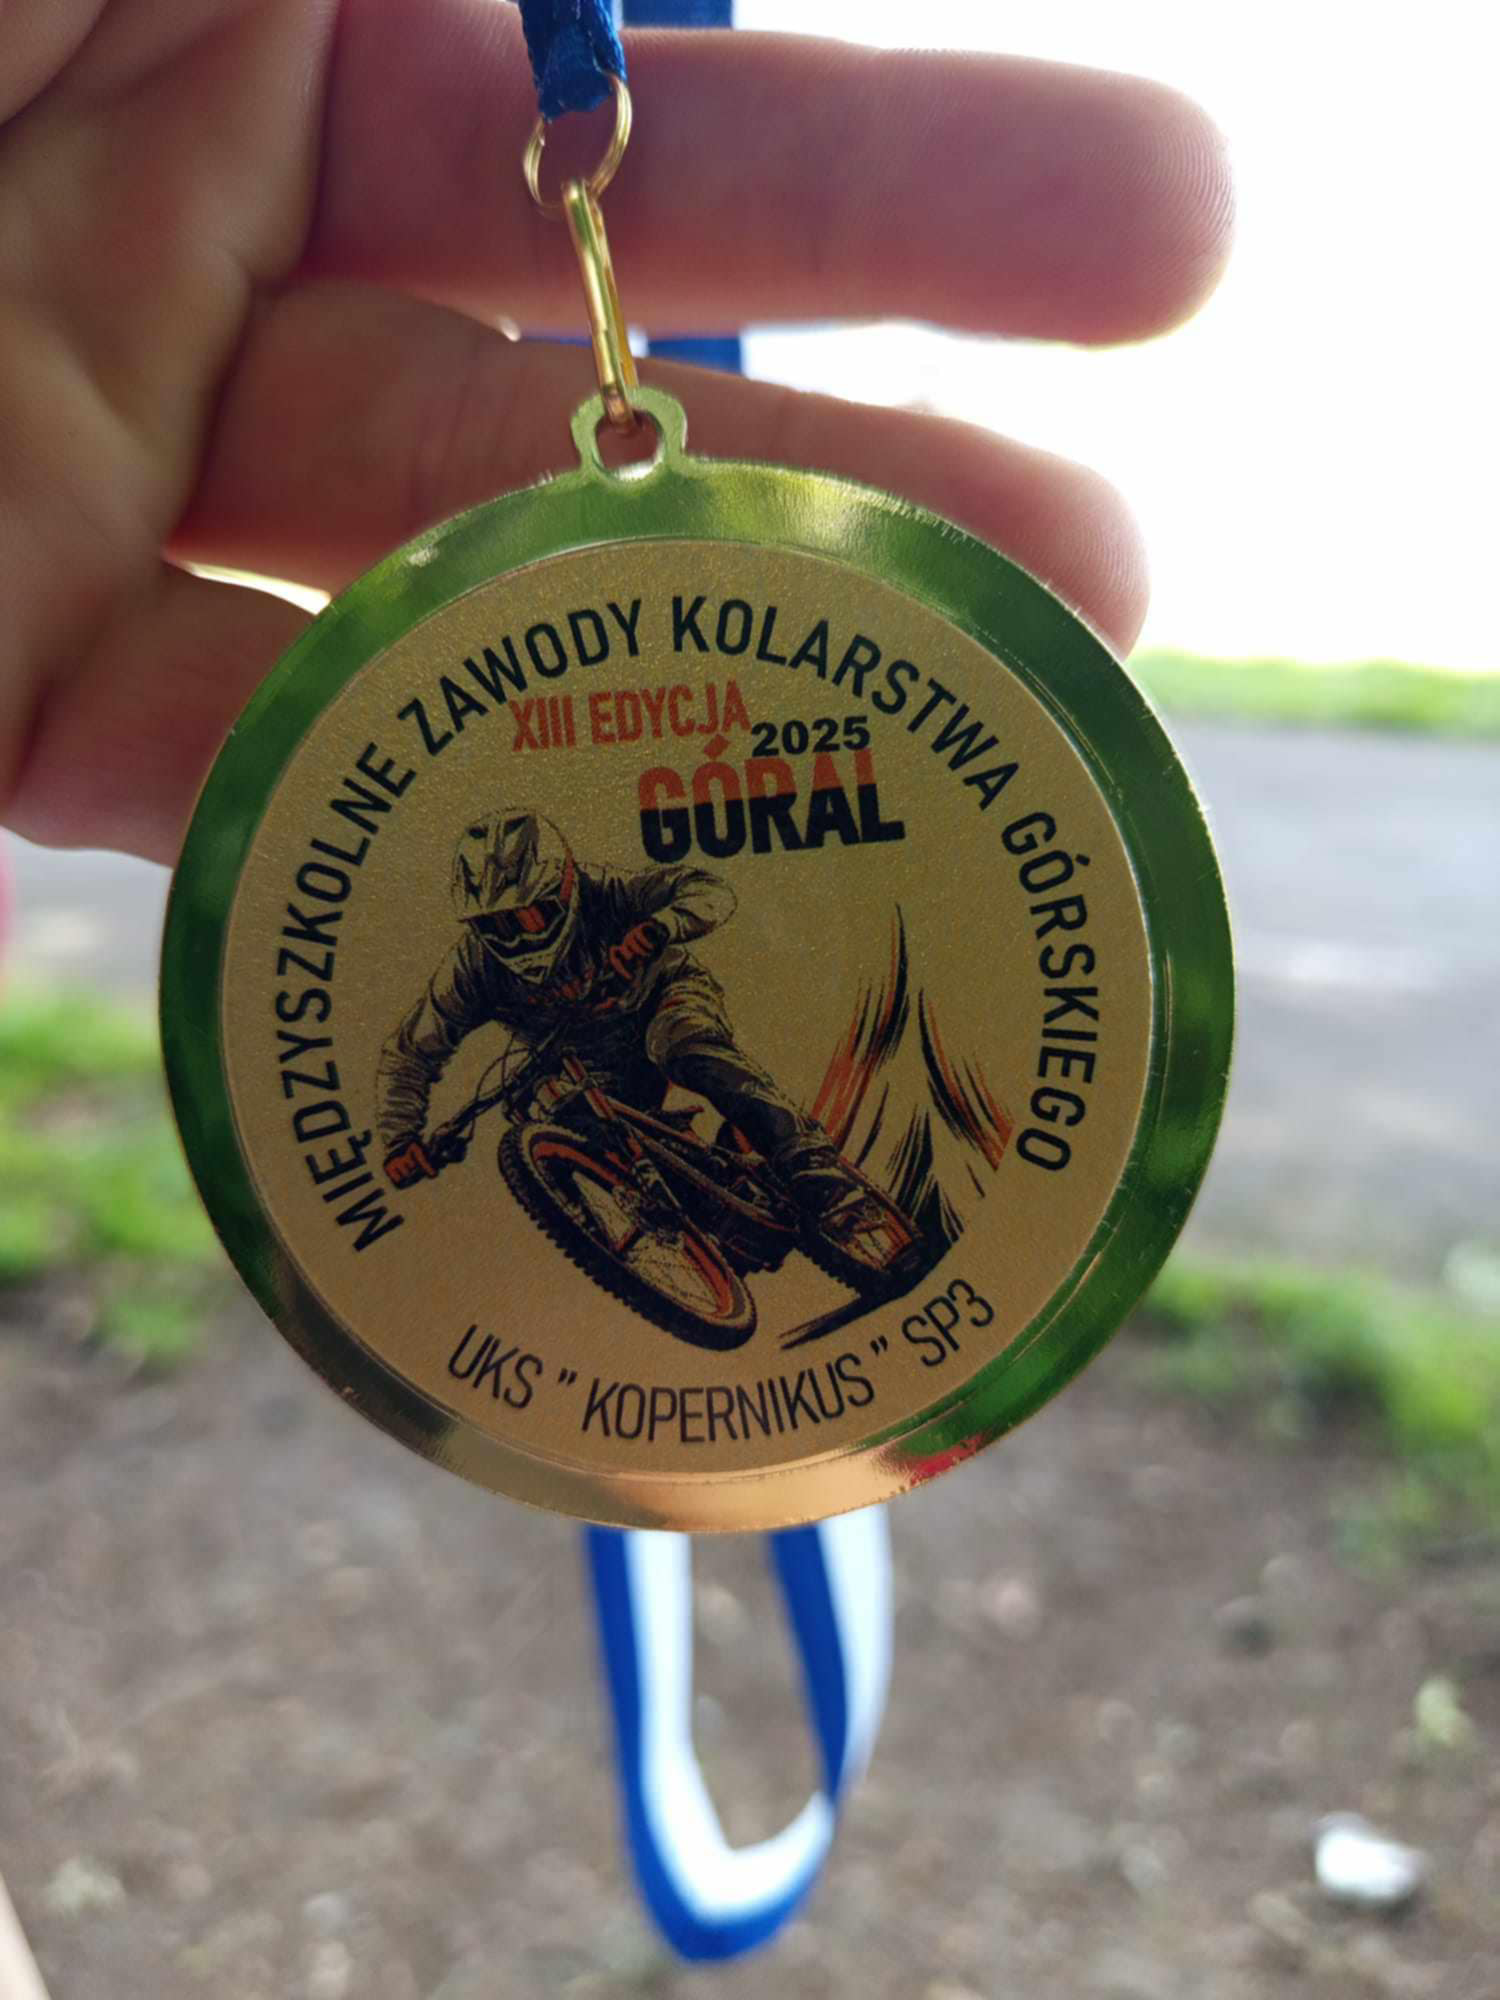 MIĘDZYSZKOLNE ZAWODY KOLARSTWA GÓRSKIEGO
XIII EDYCJA 2025
GÓRAL
UKS " KOPERNIKUS " SP3